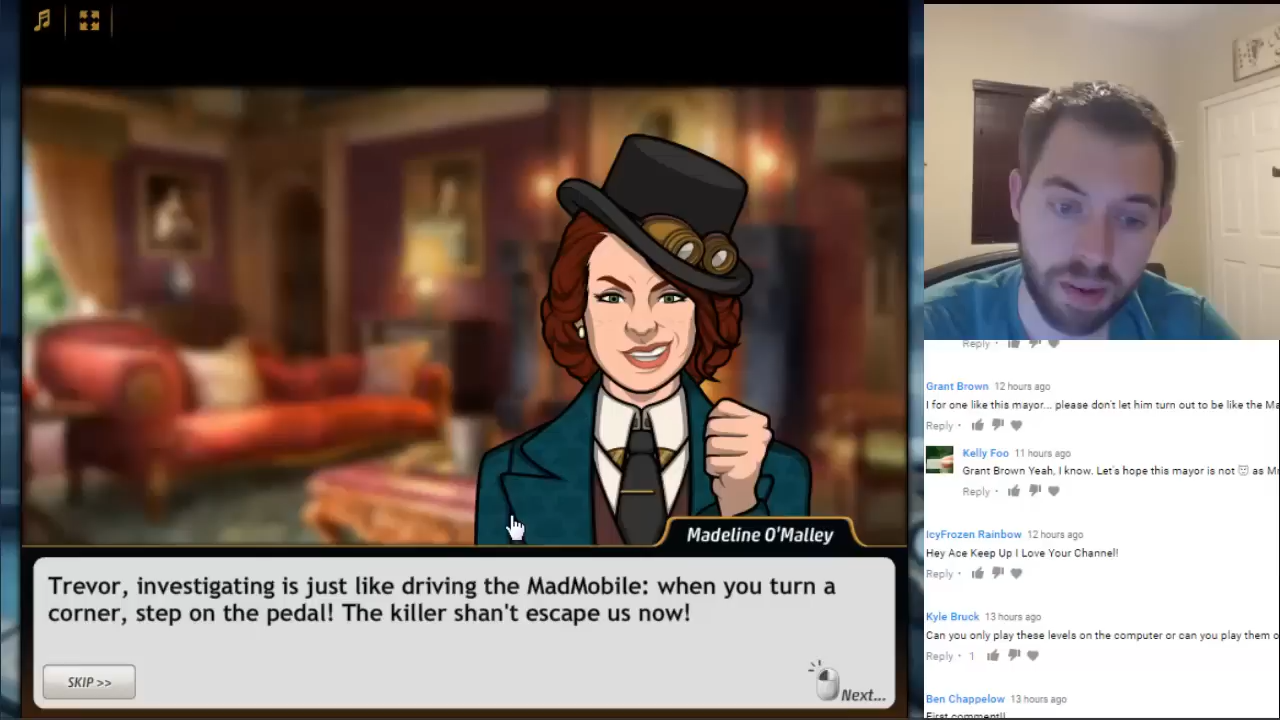 Madeline O'Malley
Trevor, investigating is just like driving the MadMobile: when you turn a
corner, step on the pedal! The killer shan't escape us now!
SKIP >>
Next...
Reply ·
Grant Brown 12 hours ago
I for one like this mayor... please don't let him turn out to be like the Ma
Reply ·
Kelly Foo 11 hours ago
Grant Brown Yeah, I know. Let's hope this mayor is not as
Reply ·
IcyFrozen Rainbow 12 hours ago
Hey Ace Keep Up I Love Your Channel!
Reply ·
Kyle Bruck 13 hours ago
Can you only play these levels on the computer or can you play them o
Reply · 1
Ben Chappelow 13 hours ago
First comment!!